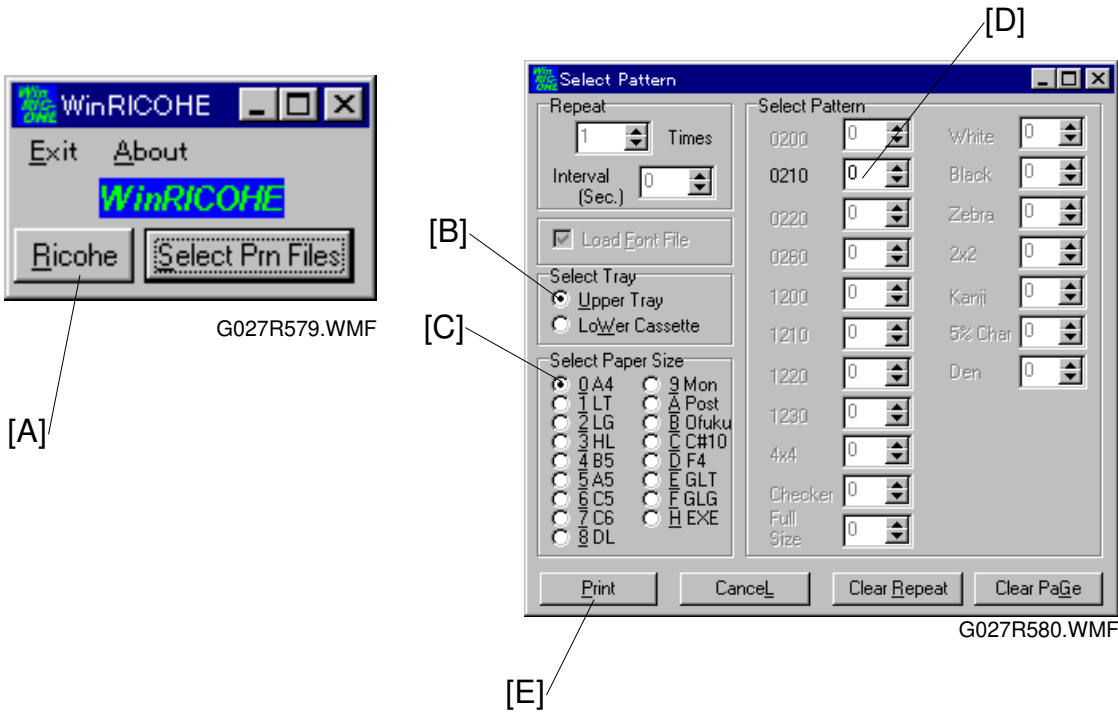 [D]
WinRICOHE
Exit About
WinRICOHE
Ricohe Select Prn Files
G027R579.WMF
[A]
Select Pattern
Repeat
1 Times
Interval 0
(Sec.)
Load Font File
[B]
Select Tray
Upper Tray
LoWer Cassette
[C]
Select Paper Size
0 A4 9 Mon
1 LT A Post
2 LG B Ofuku
3 HL C C#10
4 B5 D F4
5 A5 E GLT
6 C5 F GLG
7 C6 H EXE
8 DL
Select Pattern
0200 0 White 0
0210 0 Black 0
0220 0 Zebra 0
0260 0 2x2 0
1200 0 Kanji 0
1210 0 5% Char 0
1220 0 Den 0
1230 0
4x4 0
Checker 0
Full
Size 0
Print CanceL Clear Repeat Clear PaGe
G027R580.WMF
[E]